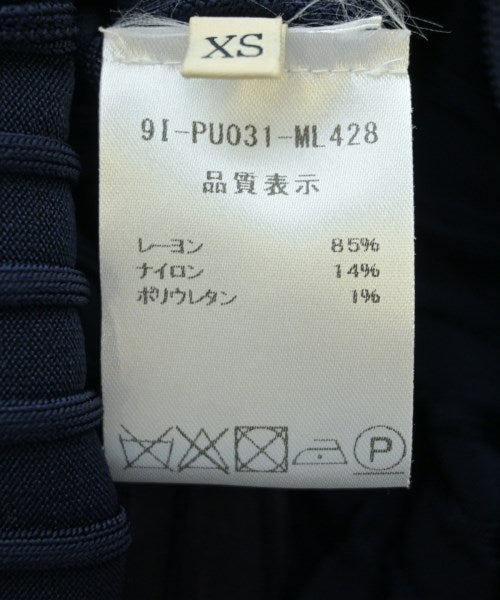 XS
9I-PU031-ML428
品質表示
レーヨン 85%
ナイロン 14%
ポリウレタン 1%
P